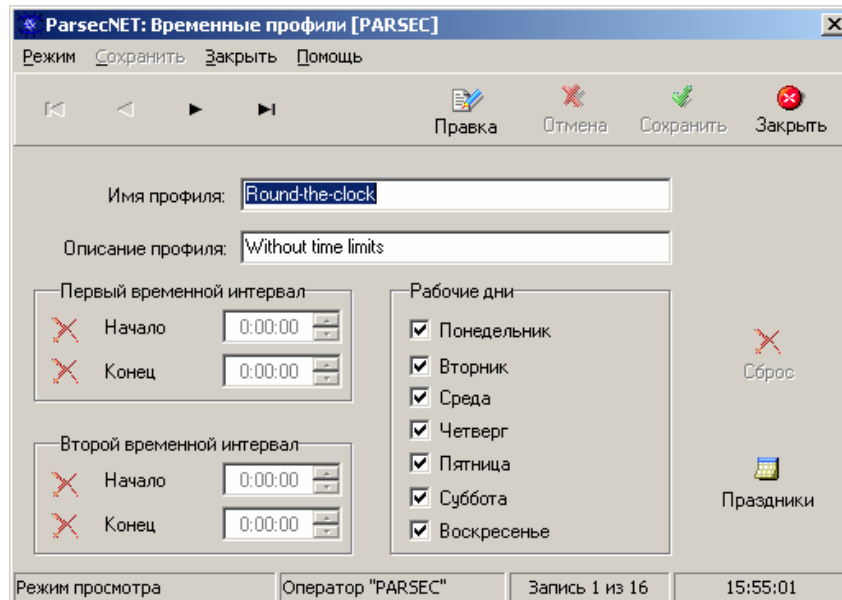 ParsecNET: Временные профили [PARSEC]
Режим Сохранить Закрыть Помощь
Правка Отмена Сохранить Закрыть
Имя профиля: Round-the-clock
Описание профиля: Without time limits
Первый временной интервал
Начало 0:00:00
Конец 0:00:00
Второй временной интервал
Начало 0:00:00
Конец 0:00:00
Рабочие дни
Понедельник
Вторник
Среда
Четверг
Пятница
Суббота
Воскресенье
Сброс
Праздники
Режим просмотра Оператор "PARSEC" Запись 1 из 16 15:55:01